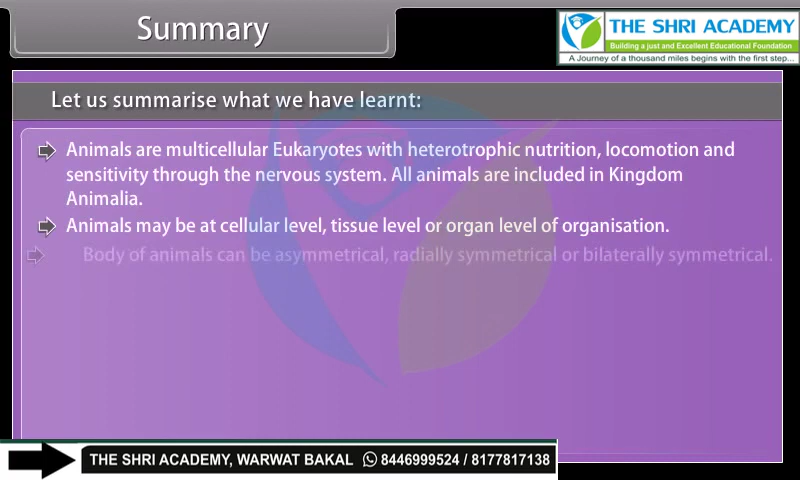 Summary
THE SHRI ACADEMY
Building a just and Excellent Educational Foundation
A Journey of a thousand miles begins with the first step...
Let us summarise what we have learnt:
Animals are multicellular Eukaryotes with heterotrophic nutrition, locomotion and
sensitivity through the nervous system. All animals are included in Kingdom
Animalia.
Animals may be at cellular level, tissue level or organ level of organisation.
Body of animals can be asymmetrical, radially symmetrical or bilaterally symmetrical.
THE SHRI ACADEMY, WARWAT BAKAL 8446999524 / 8177817138